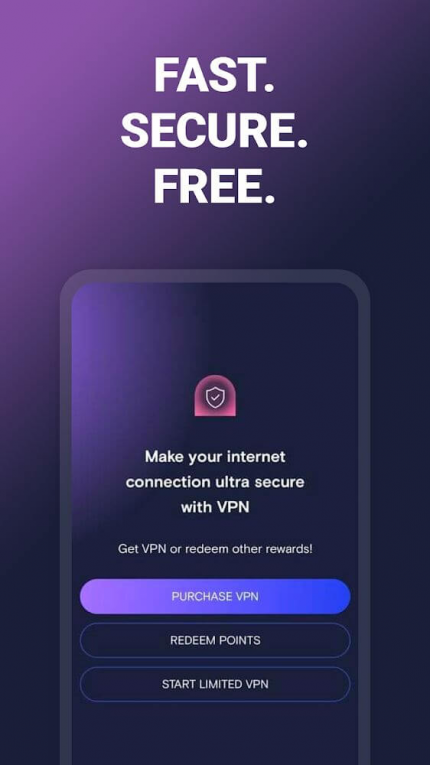 FAST.
SECURE.
FREE.
Make your internet
connection ultra secure
with VPN
Get VPN or redeem other rewards!
PURCHASE VPN
REDEEM POINTS
START LIMITED VPN